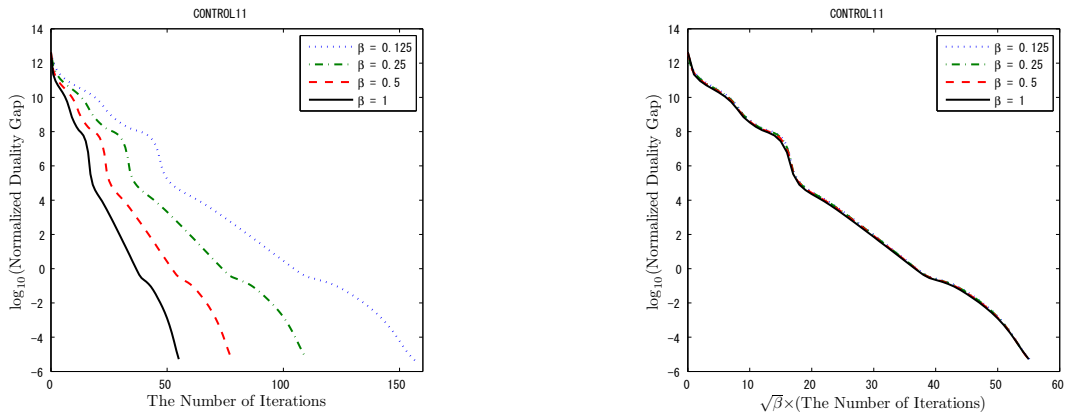 CONTROL11
14
12
10
8
6
4
2
0
−2
−4
−6
0
50
100
150
log₁₀(Normalized Duality Gap)
The Number of Iterations
β = 0.125
β = 0.25
β = 0.5
β = 1
CONTROL11
14
12
10
8
6
4
2
0
−2
−4
−6
0
10
20
30
40
50
60
log₁₀(Normalized Duality Gap)
√β×(The Number of Iterations)
β = 0.125
β = 0.25
β = 0.5
β = 1